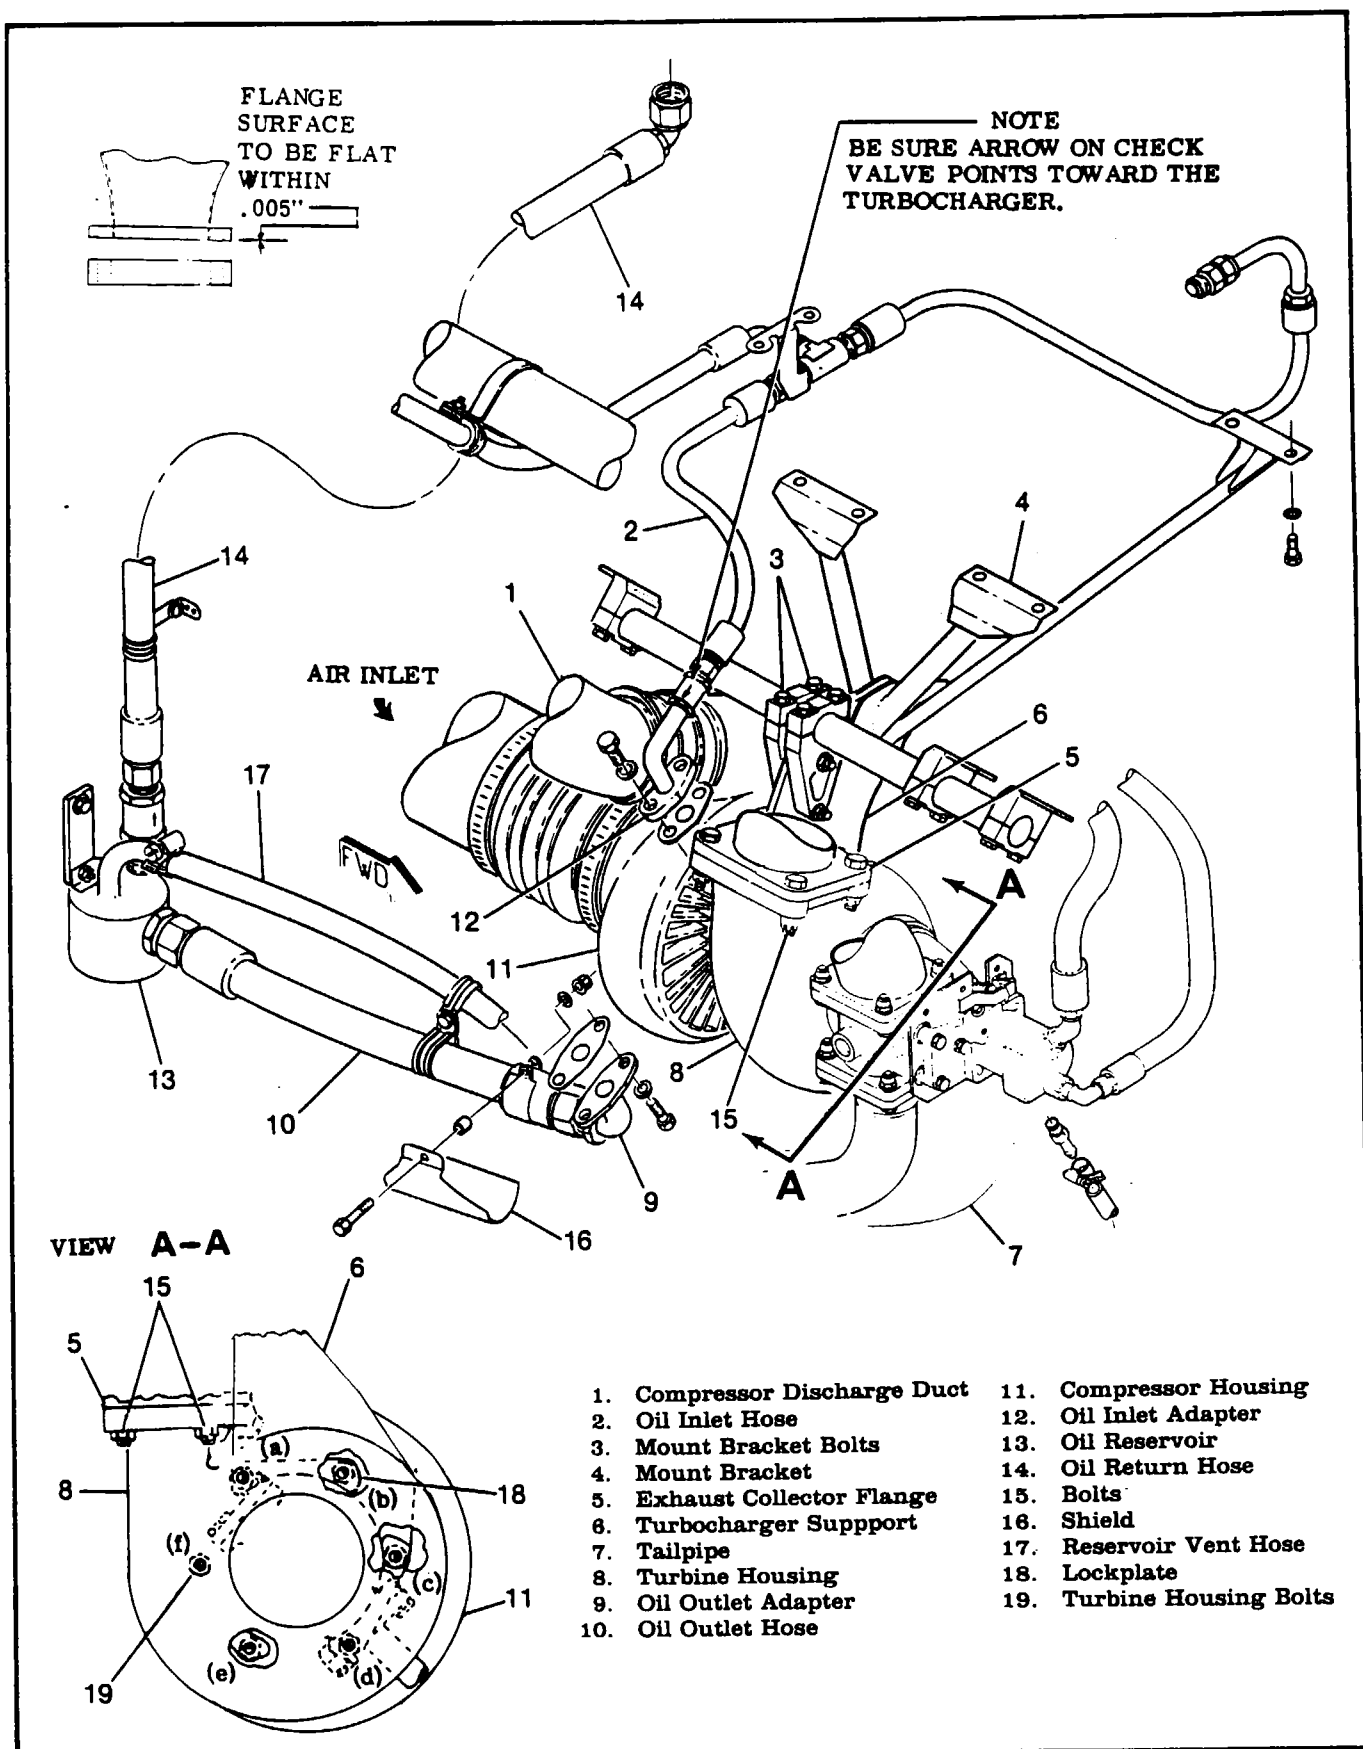 FLANGE
SURFACE
TO BE FLAT
WITHIN
.005"
NOTE
BE SURE ARROW ON CHECK
VALVE POINTS TOWARD THE
TURBOCHARGER.
14
2
4
3
14
1
AIR INLET
6
5
17
FWD
A
12
11
8
13
10
15
A
9
16
7
VIEW A-A
15
6
5
(a)
8
(b)
18
(f)
(c)
11
(e)
(d)
19
1. Compressor Discharge Duct
2. Oil Inlet Hose
3. Mount Bracket Bolts
4. Mount Bracket
5. Exhaust Collector Flange
6. Turbocharger Suppport
7. Tailpipe
8. Turbine Housing
9. Oil Outlet Adapter
10. Oil Outlet Hose
11. Compressor Housing
12. Oil Inlet Adapter
13. Oil Reservoir
14. Oil Return Hose
15. Bolts
16. Shield
17. Reservoir Vent Hose
18. Lockplate
19. Turbine Housing Bolts